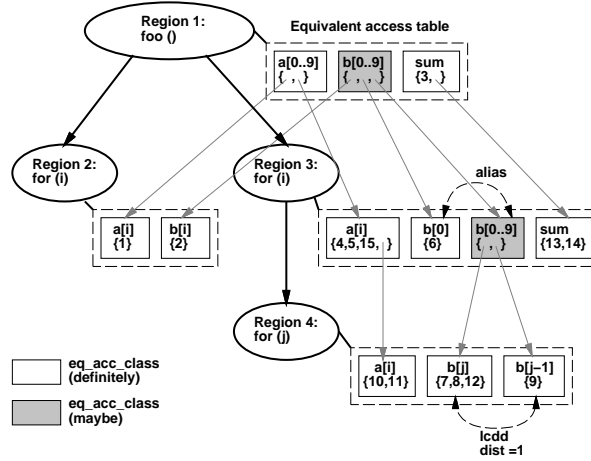 Region 1:
foo ()
Equivalent access table
a[0..9]
{ , }
b[0..9]
{ , , }
sum
{3, }
Region 2:
for (i)
Region 3:
for (i)
alias
a[i]
{1}
b[i]
{2}
a[i]
{4,5,15, }
b[0]
{6}
b[0..9]
{ , }
sum
{13,14}
Region 4:
for (j)
a[i]
{10,11}
b[j]
{7,8,12}
b[j−1]
{9}
eq_acc_class
(definitely)
eq_acc_class
(maybe)
lcdd
dist =1